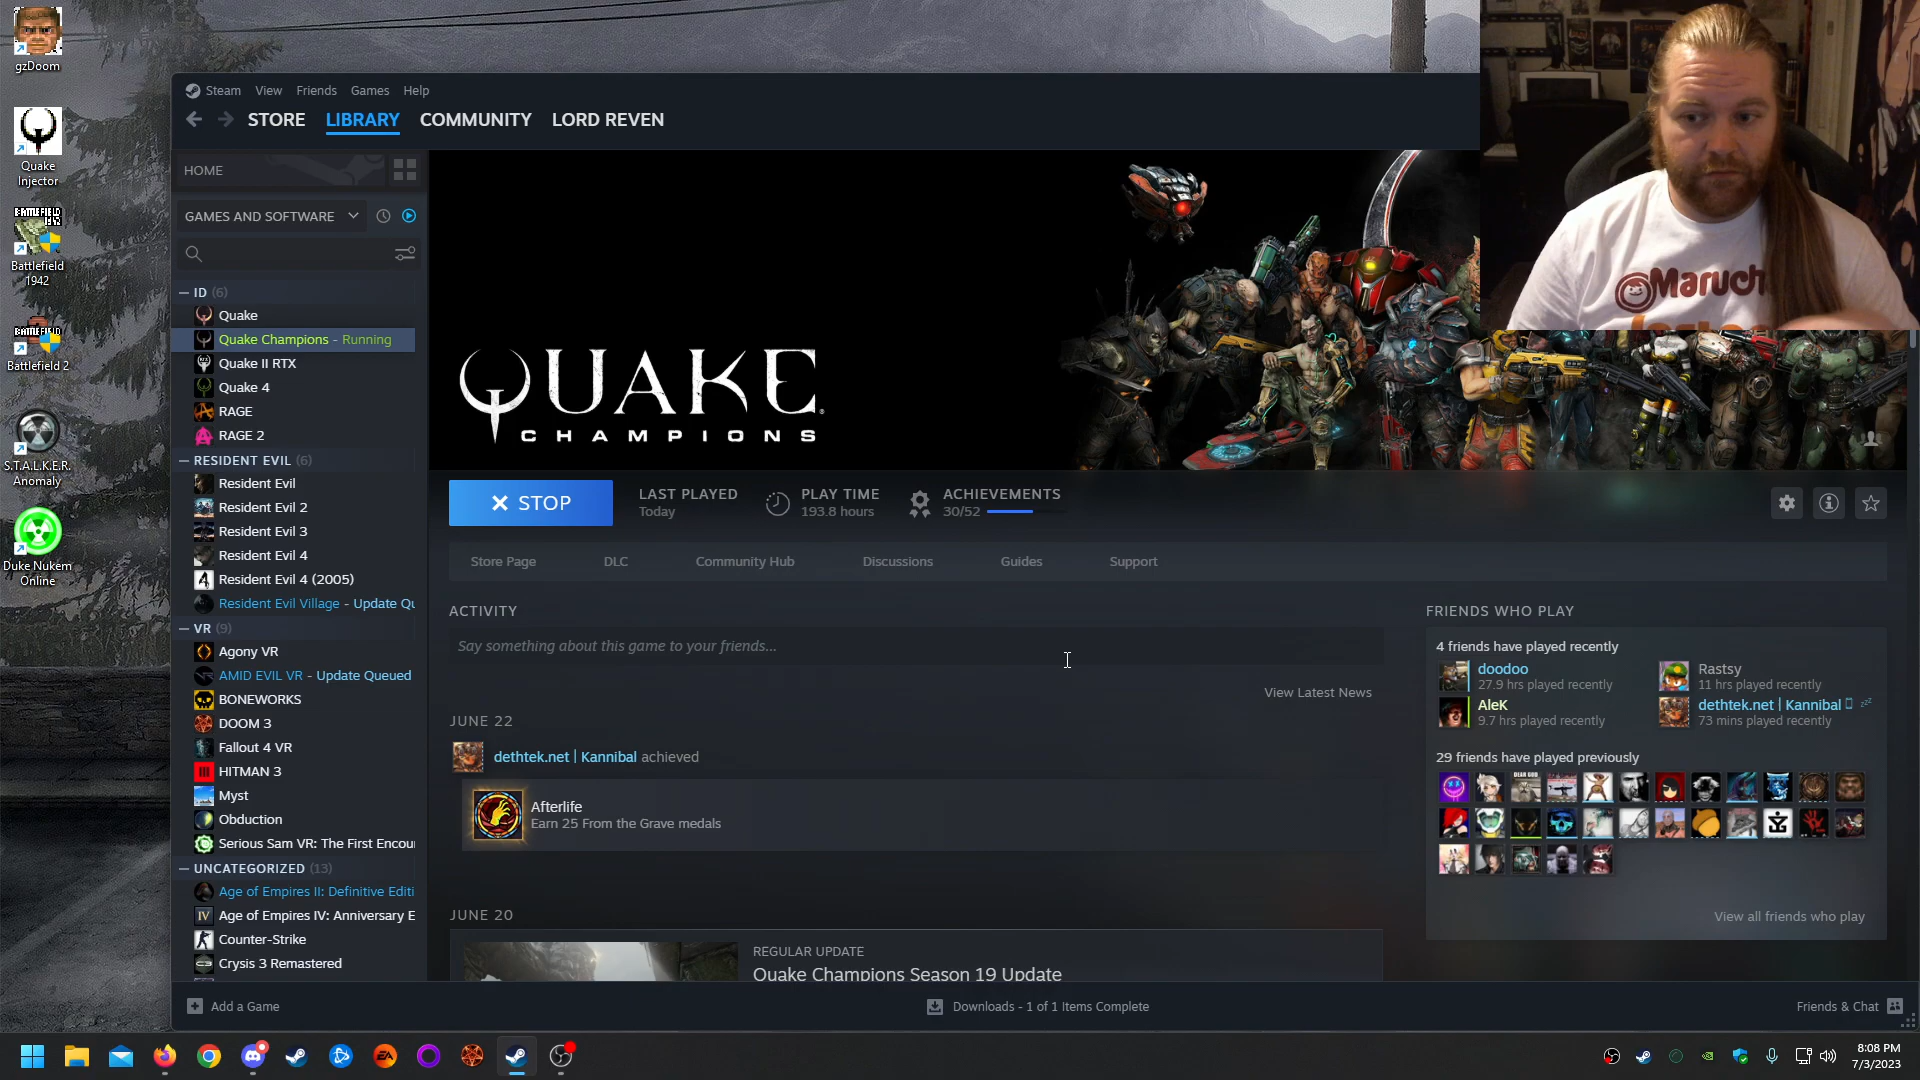 gzDoom
Quake
Injector
BATTLEFIELD
1942
Battlefield
1942
BATTLEFIELD
Battlefield 2
S.T.A.L.K.E.R.
Anomaly
Duke Nukem
Online
Steam View Friends Games Help
STORE LIBRARY COMMUNITY LORD REVEN
HOME
GAMES AND SOFTWARE
— ID (6)
Quake
Quake Champions - Running
Quake II RTX
Quake 4
RAGE
RAGE 2
— RESIDENT EVIL (6)
Resident Evil
Resident Evil 2
Resident Evil 3
Resident Evil 4
Resident Evil 4 (2005)
Resident Evil Village - Update Qu
— VR (9)
Agony VR
AMID EVIL VR - Update Queued
BONEWORKS
DOOM 3
Fallout 4 VR
HITMAN 3
Myst
Obduction
Serious Sam VR: The First Encou
— UNCATEGORIZED (13)
Age of Empires II: Definitive Editi
Age of Empires IV: Anniversary E
Counter-Strike
Crysis 3 Remastered
Add a Game
QUAKE
CHAMPIONS
Maruch
STOP
LAST PLAYED
Today
PLAY TIME
193.8 hours
ACHIEVEMENTS
30/52
Store Page DLC Community Hub Discussions Guides Support
ACTIVITY
Say something about this game to your friends...
View Latest News
JUNE 22
dethtek.net | Kannibal achieved
Afterlife
Earn 25 From the Grave medals
JUNE 20
REGULAR UPDATE
Quake Champions Season 19 Update
FRIENDS WHO PLAY
4 friends have played recently
doodoo
27.9 hrs played recently
Rastsy
11 hrs played recently
AleK
9.7 hrs played recently
dethtek.net | Kannibal
73 mins played recently
29 friends have played previously
View all friends who play
Downloads - 1 of 1 Items Complete
Friends & Chat
8:08 PM
7/3/2023